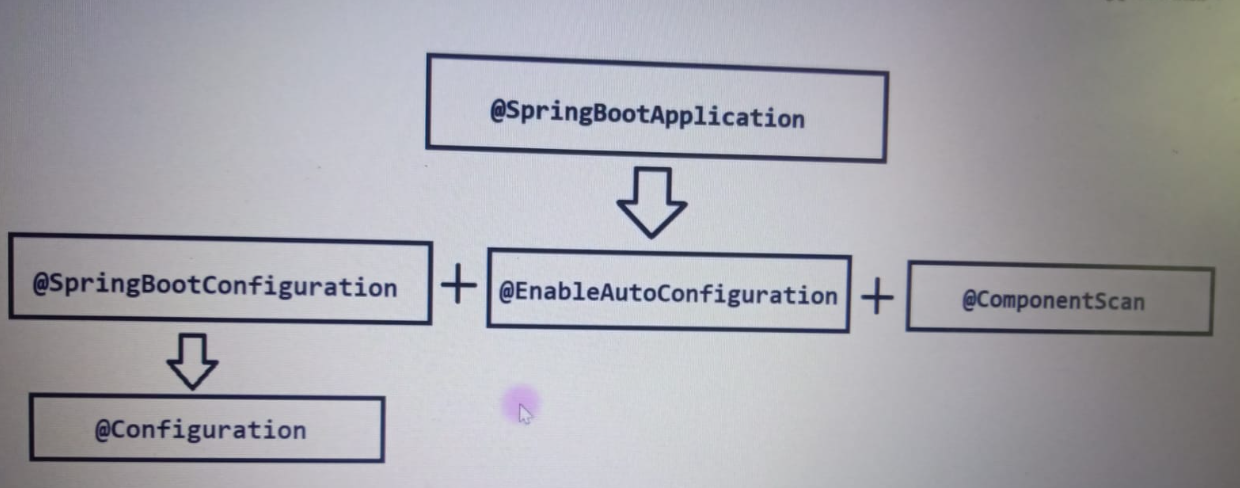 @SpringBootApplication
@SpringBootConfiguration + @EnableAutoConfiguration + @ComponentScan
@Configuration